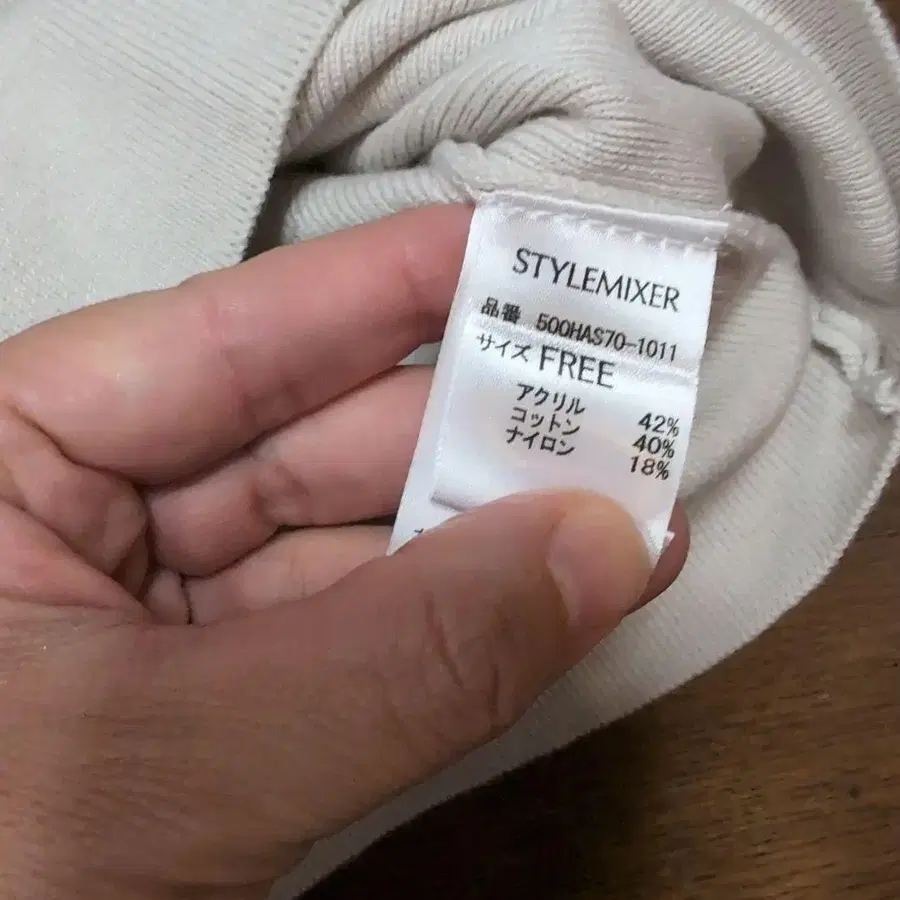 STYLEMIXER
品番 500HAS70-1011
サイズ FREE
アクリル 42%
コットン 40%
ナイロン 18%